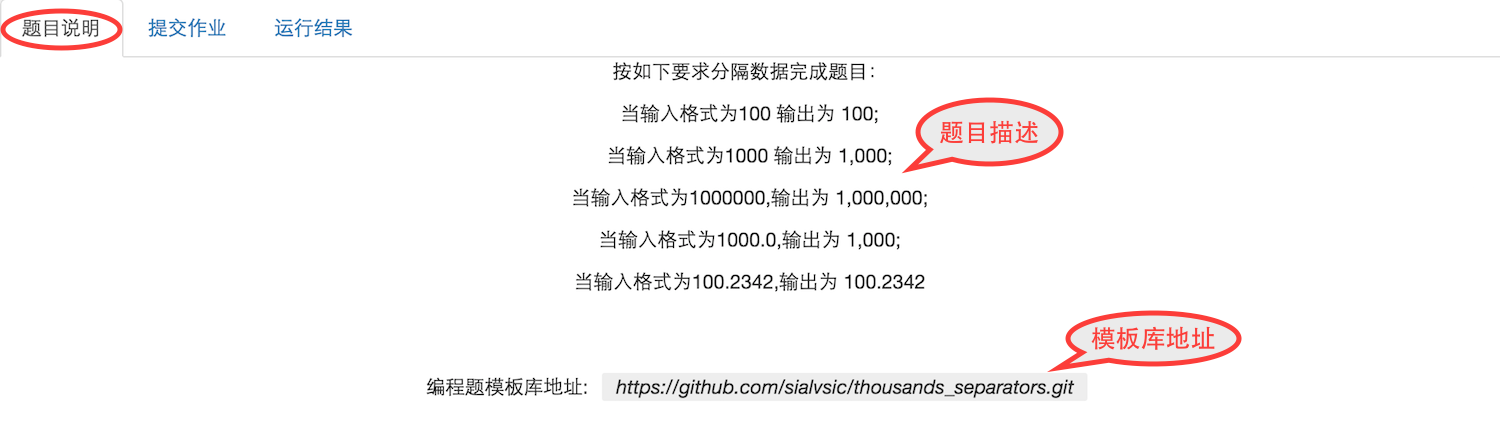 题目说明 提交作业 运行结果
按如下要求分隔数据完成题目：
当输入格式为100 输出为 100;
题目描述
当输入格式为1000 输出为 1,000;
当输入格式为1000000,输出为 1,000,000;
当输入格式为1000.0,输出为 1,000;
当输入格式为100.2342,输出为 100.2342
模板库地址
编程题模板库地址: https://github.com/sialvsic/thousands_separators.git